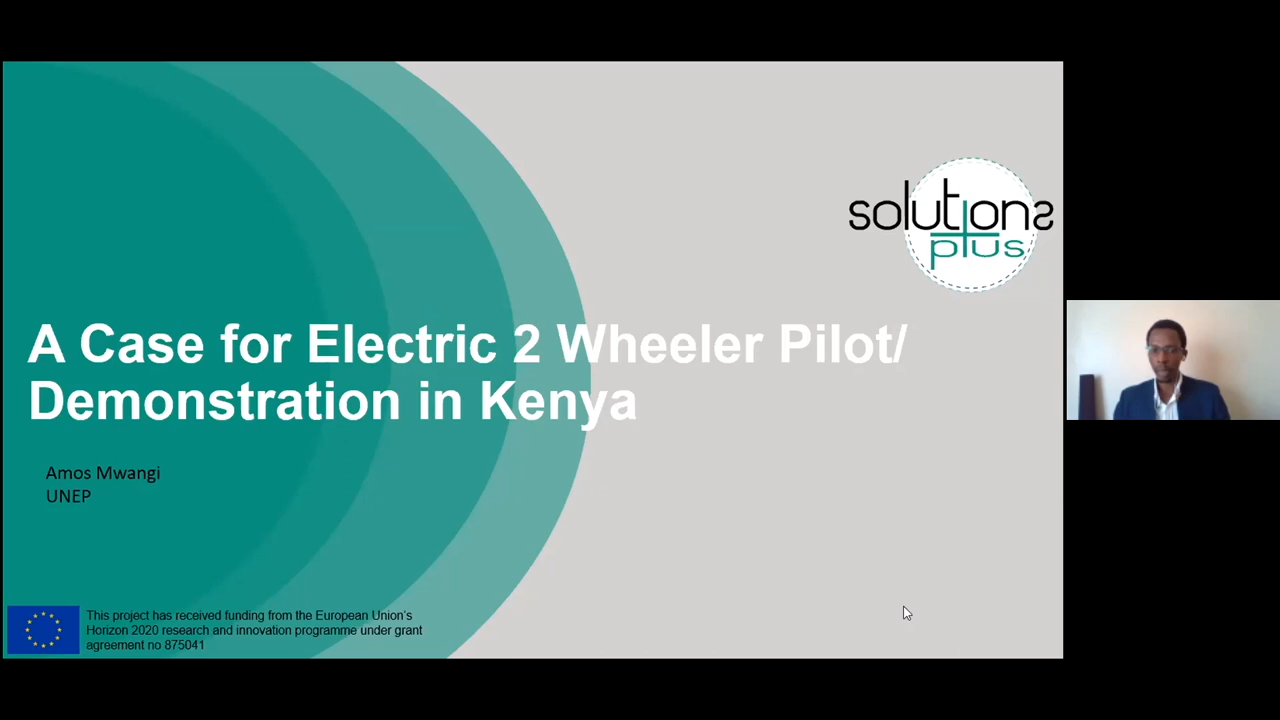 solutions
plus
A Case for Electric 2 Wheeler Pilot/
Demonstration in Kenya
Amos Mwangi
UNEP
This project has received funding from the European Union's
Horizon 2020 research and innovation programme under grant
agreement no 875041